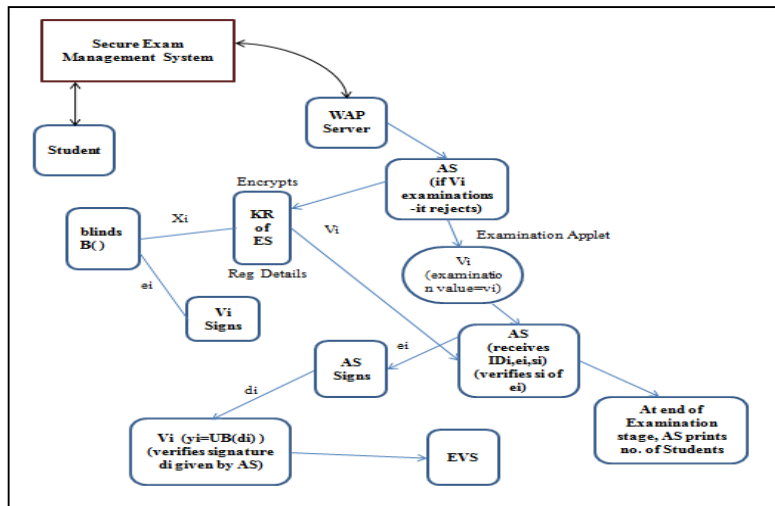 Secure Exam
Management System
WAP
Server
Student
AS
(if Vi
examinations
-it rejects)
Encrypts
KR
of
ES
Xi
Vi
blinds
B( )
Examination Applet
Reg Details
Vi
(examinatio
n value=vi)
ei
Vi
Signs
AS
(receives
IDi,ei,si)
(verifies si of
ei)
ei
AS
Signs
di
At end of
Examination
stage, AS prints
no. of Students
Vi (yi=UB(di) )
(verifies signature
di given by AS)
EVS